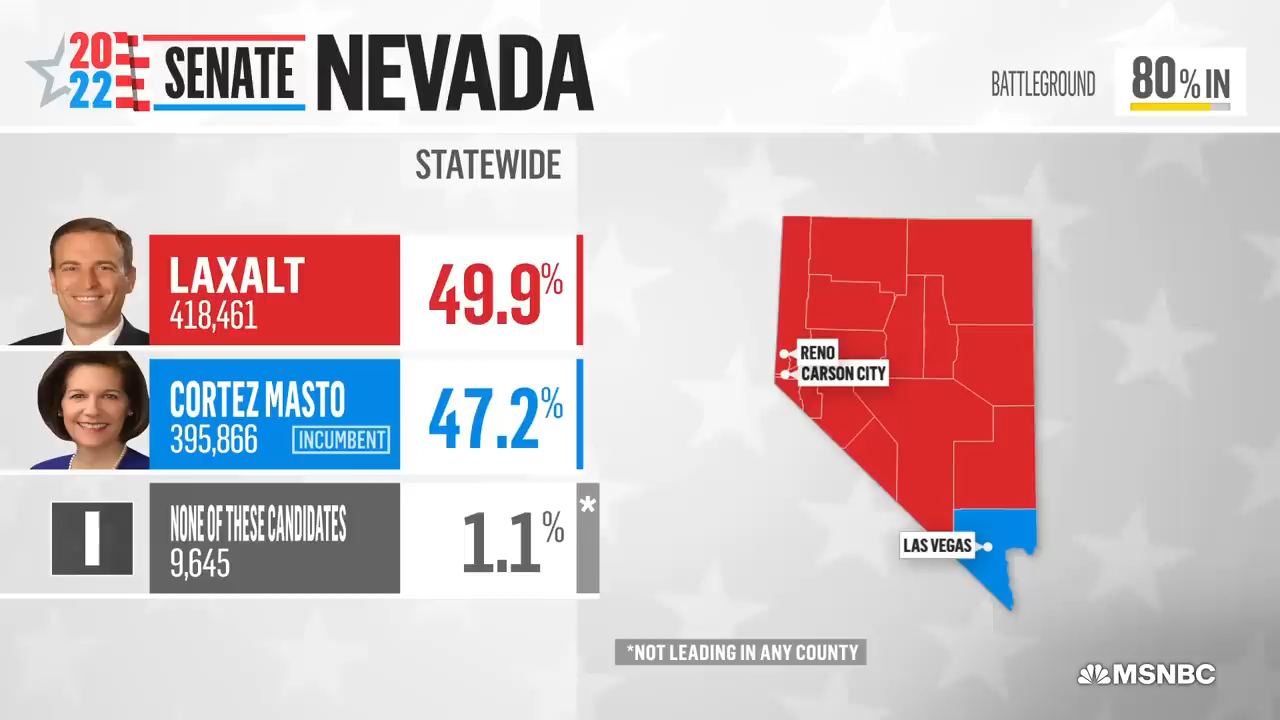 2022 SENATE NEVADA
BATTLEGROUND 80% IN
STATEWIDE
LAXALT
418,461
49.9%
CORTEZ MASTO
395,866 INCUMBENT
47.2%
I
NONE OF THESE CANDIDATES
9,645
1.1%
*
RENO
CARSON CITY
LAS VEGAS
*NOT LEADING IN ANY COUNTY
MSNBC